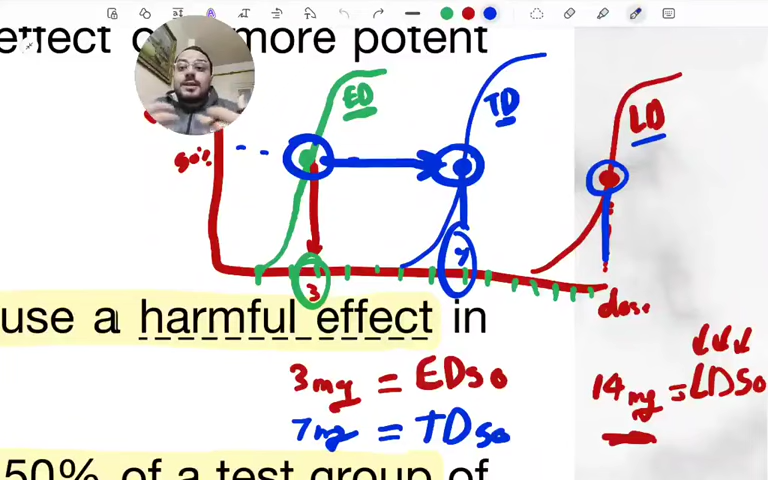 effect of more potent
ED
TD
LD
50%
3
7
dose
use a harmful effect in
3mg = ED50
7mg = TD50
14mg = LD50
50% of a test group of